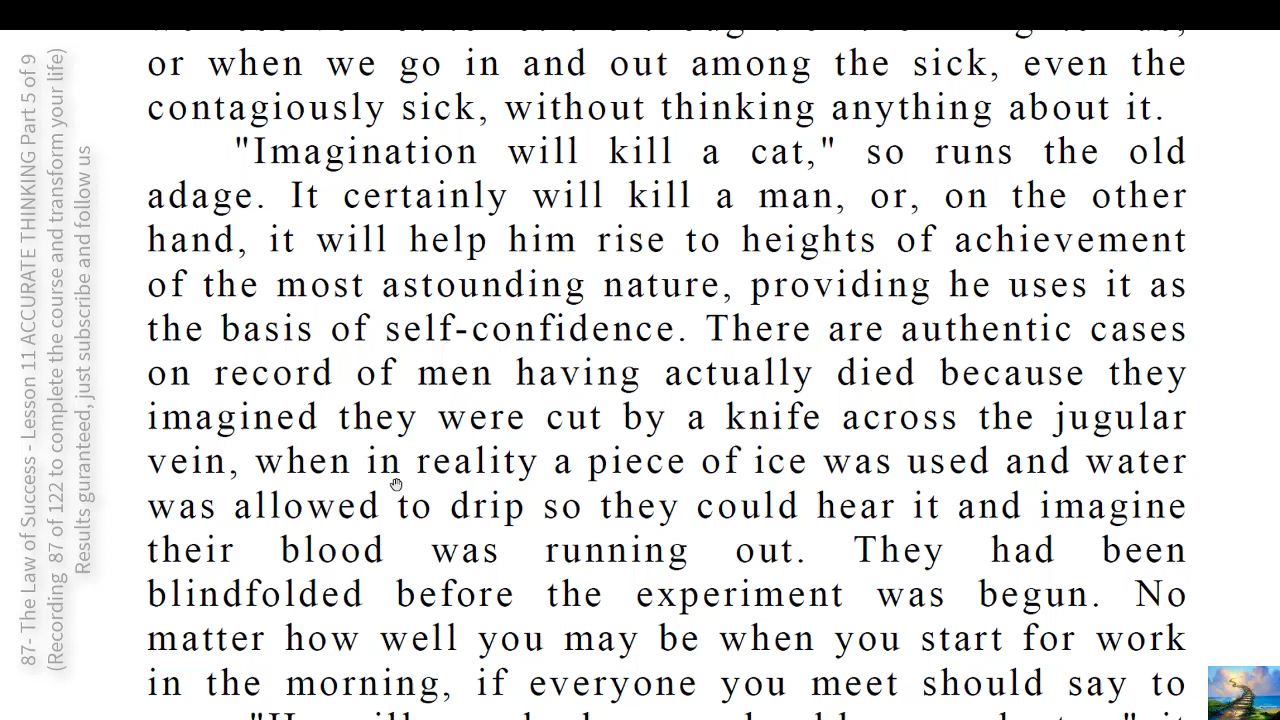 or when we go in and out among the sick, even the
contagiously sick, without thinking anything about it.
"Imagination will kill a cat," so runs the old
adage. It certainly will kill a man, or, on the other
hand, it will help him rise to heights of achievement
of the most astounding nature, providing he uses it as
the basis of self-confidence. There are authentic cases
on record of men having actually died because they
imagined they were cut by a knife across the jugular
vein, when in reality a piece of ice was used and water
was allowed to drip so they could hear it and imagine
their blood was running out. They had been
blindfolded before the experiment was begun. No
matter how well you may be when you start for work
in the morning, if everyone you meet should say to
87- The Law of Success - Lesson 11 ACCURATE THINKING Part 5 of 9
(Recording 87 of 122 to complete the course and transform your life)
Results guranteed, just subscribe and follow us